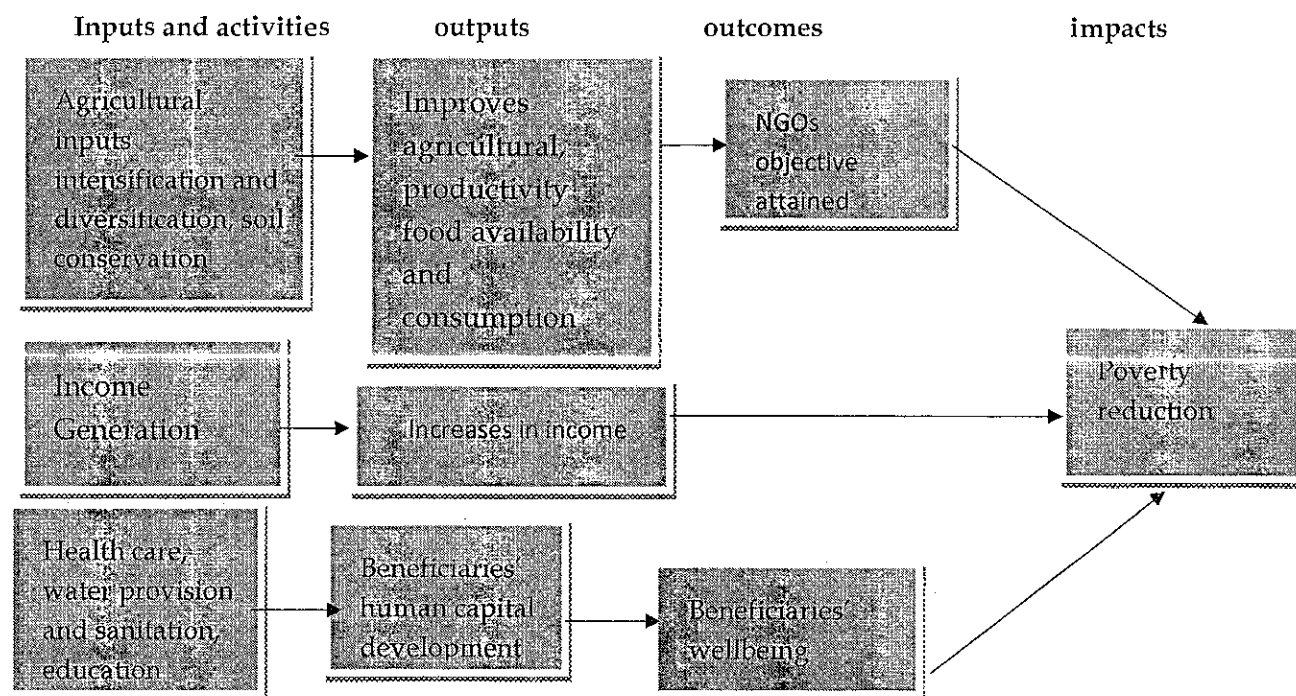 Inputs and activities outputs outcomes impacts
Agricultural
inputs
intensification and
diversification, soil
conservation
Improves
agricultural,
productivity
food availability
and
consumption
NGOs
objective
attained
Income
Generation
Increases in income
Poverty
reduction
Health care,
water provision
and sanitation,
education
Beneficiaries'
human capital
development
Beneficiaries'
wellbeing